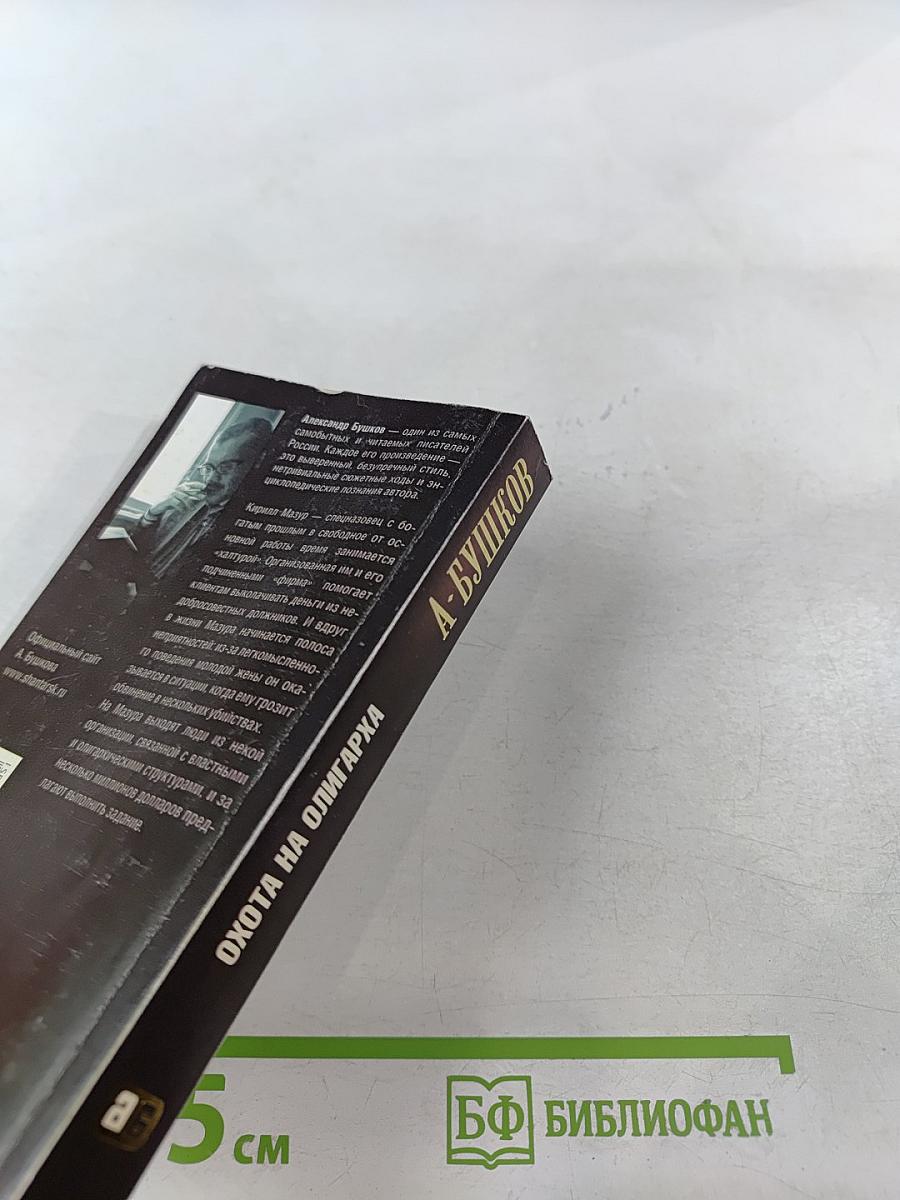 Александр Бушков — один из самых
самобытных и читаемых писателей
России. Каждое его произведение —
это выверенный, безупречный стиль,
нетривиальные сюжетные ходы и эн-
циклопедические познания автора.
Кирилл Мазур — спецназовец с бо-
гатым прошлым в свободное от ос-
новной работы время занимается
«халтурой». Организованная им и его
подчиненными «фирма» помогает
клиентам выколачивать деньги из не-
добросовестных должников. И вдруг
в жизни Мазура начинается полоса
неприятностей: из-за легкомысленно-
го поведения молодой жены он ока-
зывается в ситуации, когда ему грозит
обвинение в нескольких убийствах.
На Мазура выходят люди из некой
организации, связанной с властными
и олигархическими структурами, и за
несколько миллионов долларов пред-
лагают выполнить задание.
Официальный сайт
А. Бушкова
www.shantarsk.ru
А·БУШКОВ
ОХОТА НА ОЛИГАРХА
5 см
БФ БИБЛИОФАН